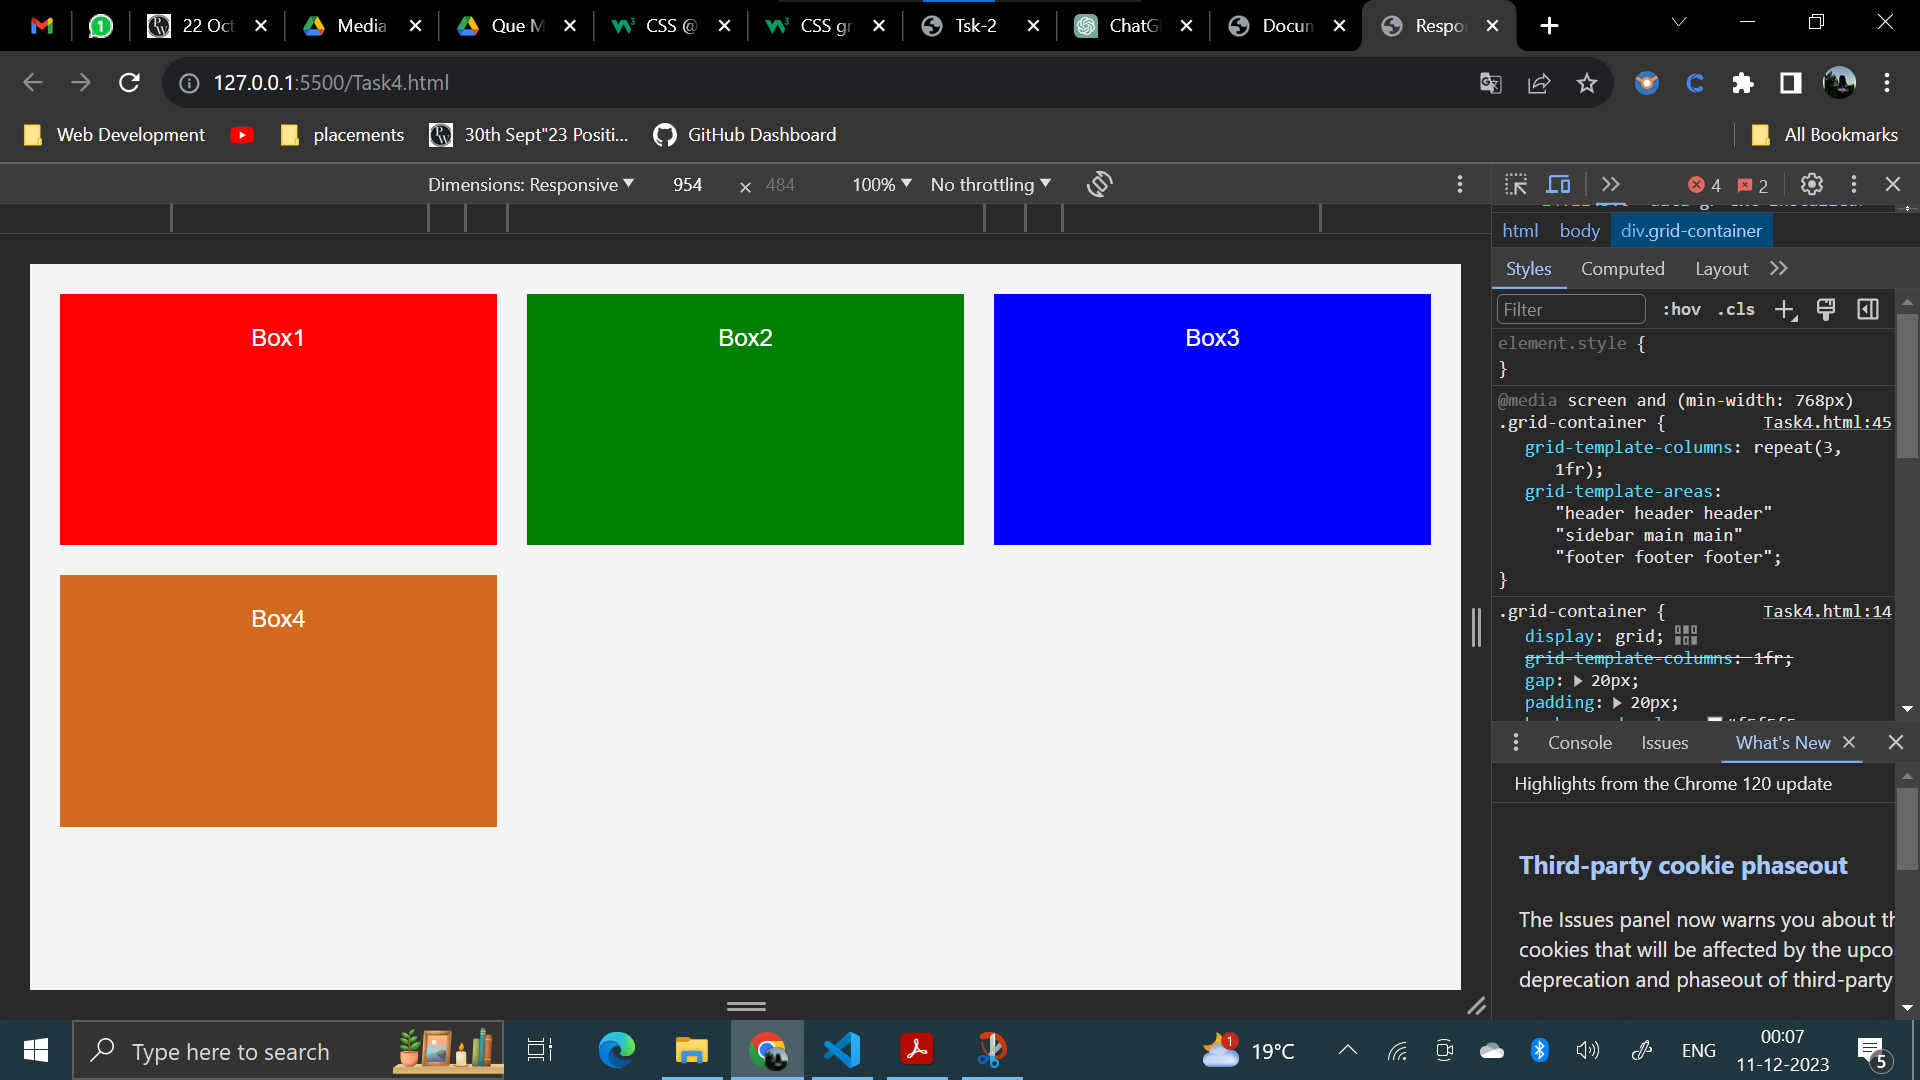 22 Oct
Media
Que M
CSS @
CSS gr
Tsk-2
ChatG
Docun
Respo
127.0.0.1:5500/Task4.html
Web Development
placements
30th Sept"23 Positi...
GitHub Dashboard
All Bookmarks
Dimensions: Responsive
954
×
484
100%
No throttling
4
2
html
body
div.grid-container
Styles
Computed
Layout
Filter
:hov
.cls
element.style {
}
@media screen and (min-width: 768px)
.grid-container {
Task4.html:45
grid-template-columns: repeat(3,
1fr);
grid-template-areas:
"header header header"
"sidebar main main"
"footer footer footer";
}
.grid-container {
Task4.html:14
display: grid;
grid-template-columns: 1fr;
gap: 20px;
padding: 20px;
Box1
Box2
Box3
Box4
Console
Issues
What's New
Highlights from the Chrome 120 update
Third-party cookie phaseout
The Issues panel now warns you about th
cookies that will be affected by the upco
deprecation and phaseout of third-party
Type here to search
1
19°C
ENG
00:07
11-12-2023
5